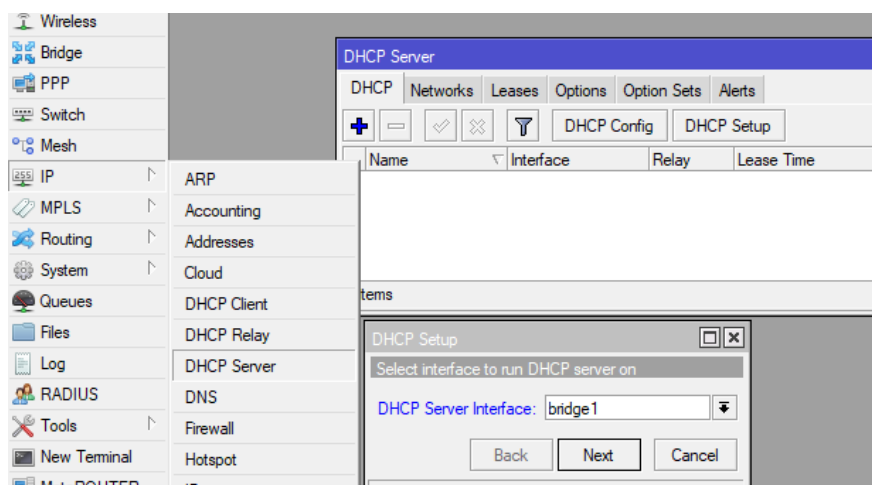 Wireless
Bridge
PPP
Switch
Mesh
255 IP
MPLS
Routing
System
Queues
Files
Log
RADIUS
Tools
New Terminal
ARP
Accounting
Addresses
Cloud
DHCP Client
DHCP Relay
DHCP Server
DNS
Firewall
Hotspot
DHCP Server
DHCP Networks Leases Options Option Sets Alerts
DHCP Config DHCP Setup
Name Interface Relay Lease Time
tems
DHCP Setup
Select interface to run DHCP server on
DHCP Server Interface: bridge1
Back Next Cancel